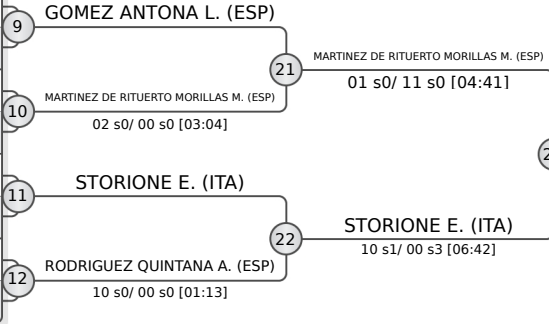 9
GOMEZ ANTONA L. (ESP)
21
MARTINEZ DE RITUERTO MORILLAS M. (ESP)
01 s0/ 11 s0 [04:41]
10
MARTINEZ DE RITUERTO MORILLAS M. (ESP)
02 s0/ 00 s0 [03:04]
11
STORIONE E. (ITA)
22
STORIONE E. (ITA)
10 s1/ 00 s3 [06:42]
12
RODRIGUEZ QUINTANA A. (ESP)
10 s0/ 00 s0 [01:13]